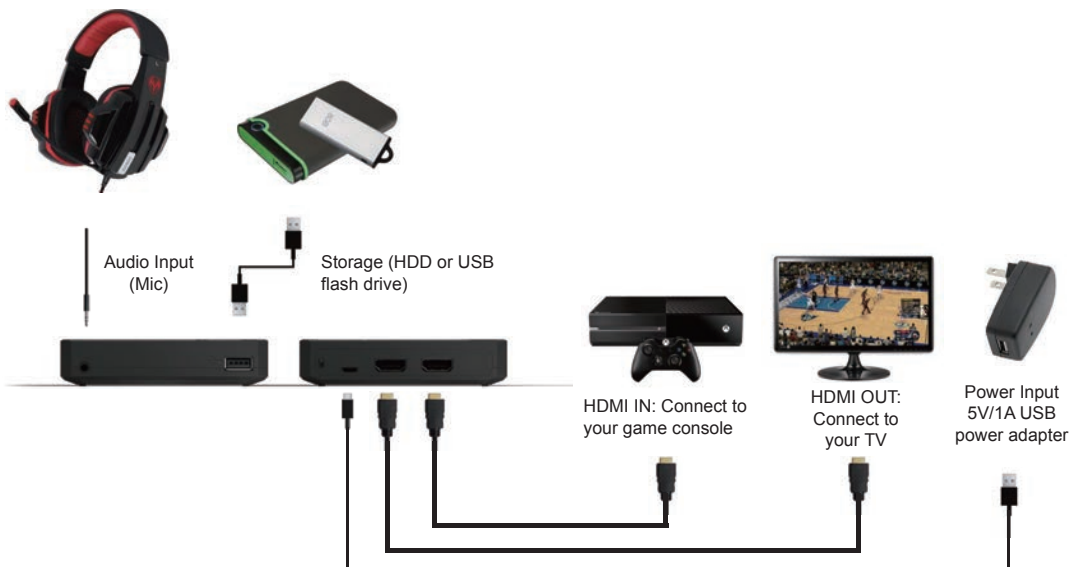 Audio Input
(Mic)
Storage (HDD or USB
flash drive)
HDMI IN: Connect to
your game console
HDMI OUT:
Connect to
your TV
Power Input
5V/1A USB
power adapter